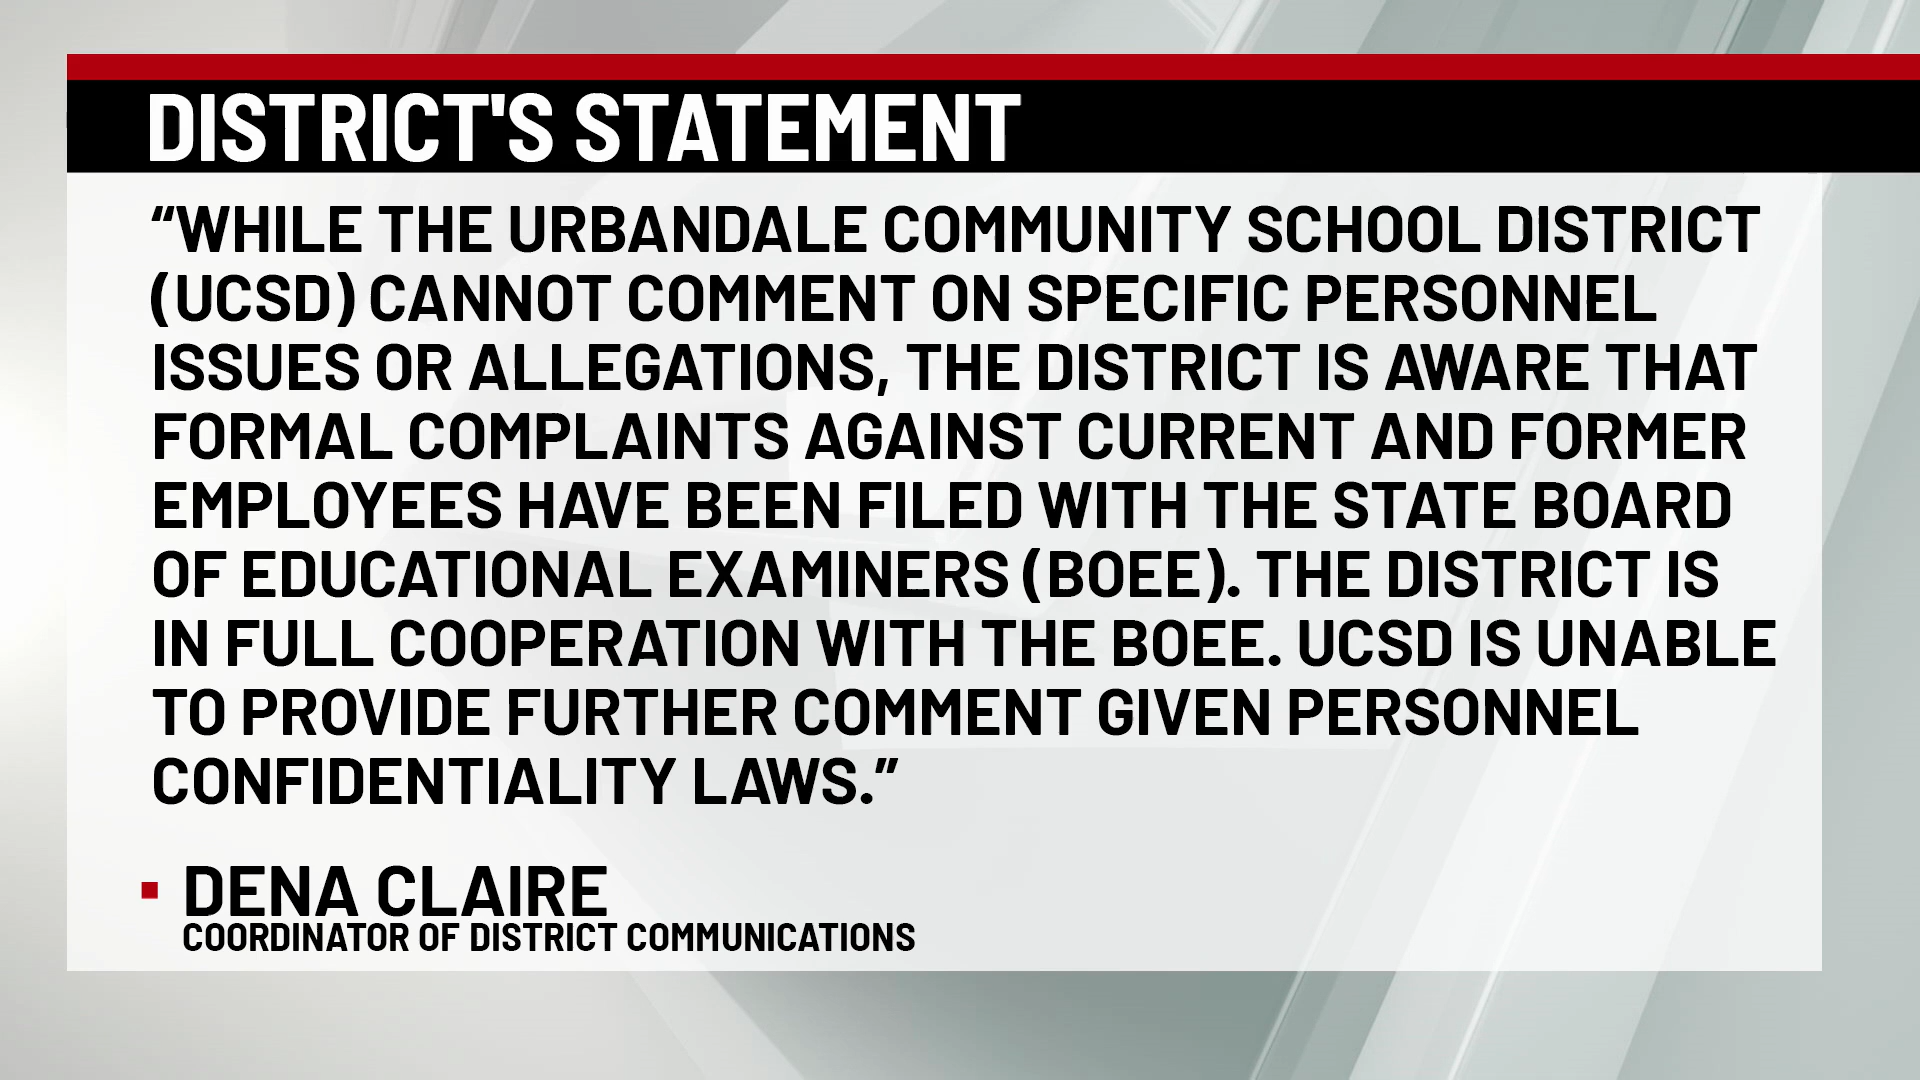 DISTRICT'S STATEMENT
“WHILE THE URBANDALE COMMUNITY SCHOOL DISTRICT
(UCSD) CANNOT COMMENT ON SPECIFIC PERSONNEL
ISSUES OR ALLEGATIONS, THE DISTRICT IS AWARE THAT
FORMAL COMPLAINTS AGAINST CURRENT AND FORMER
EMPLOYEES HAVE BEEN FILED WITH THE STATE BOARD
OF EDUCATIONAL EXAMINERS (BOEE). THE DISTRICT IS
IN FULL COOPERATION WITH THE BOEE. UCSD IS UNABLE
TO PROVIDE FURTHER COMMENT GIVEN PERSONNEL
CONFIDENTIALITY LAWS.”
▪ DENA CLAIRE
COORDINATOR OF DISTRICT COMMUNICATIONS